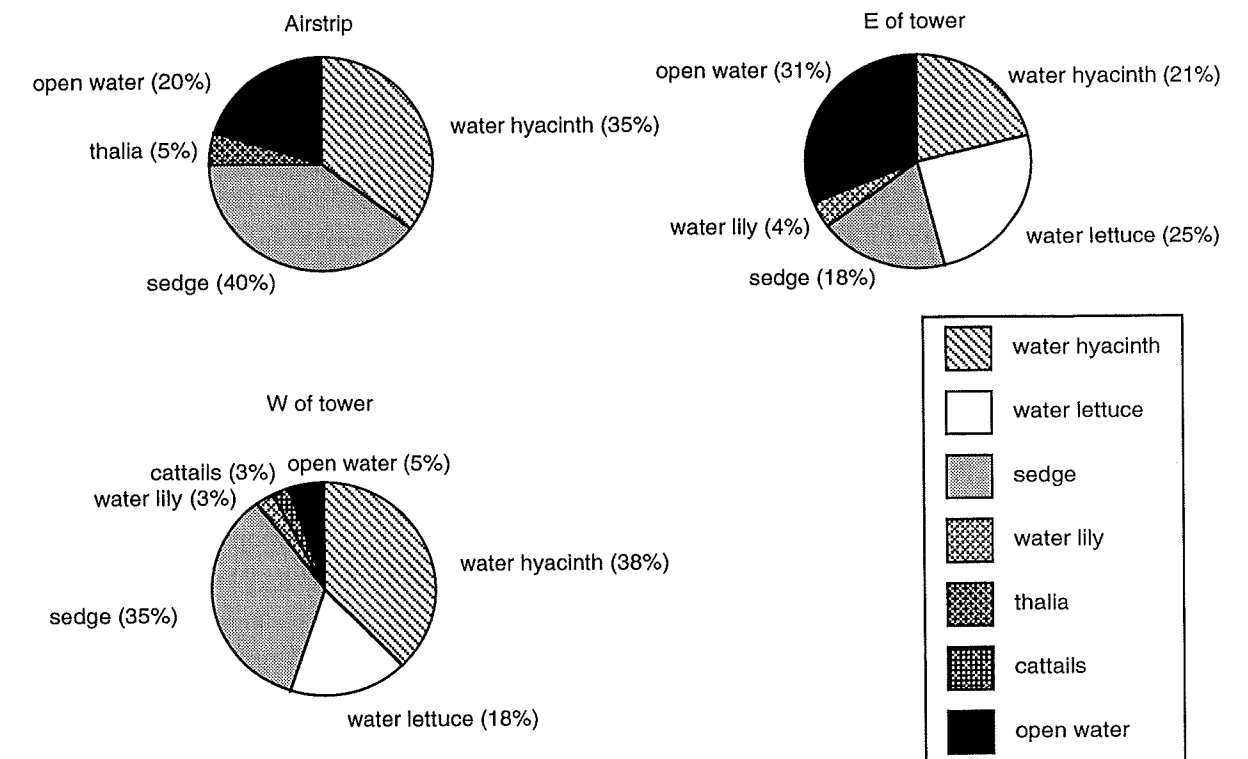 Airstrip
open water (20%)
water hyacinth (35%)
thalia (5%)
sedge (40%)
E of tower
open water (31%)
water hyacinth (21%)
water lily (4%)
water lettuce (25%)
sedge (18%)
W of tower
cattails (3%)
open water (5%)
water lily (3%)
water hyacinth (38%)
sedge (35%)
water lettuce (18%)
water hyacinth
water lettuce
sedge
water lily
thalia
cattails
open water